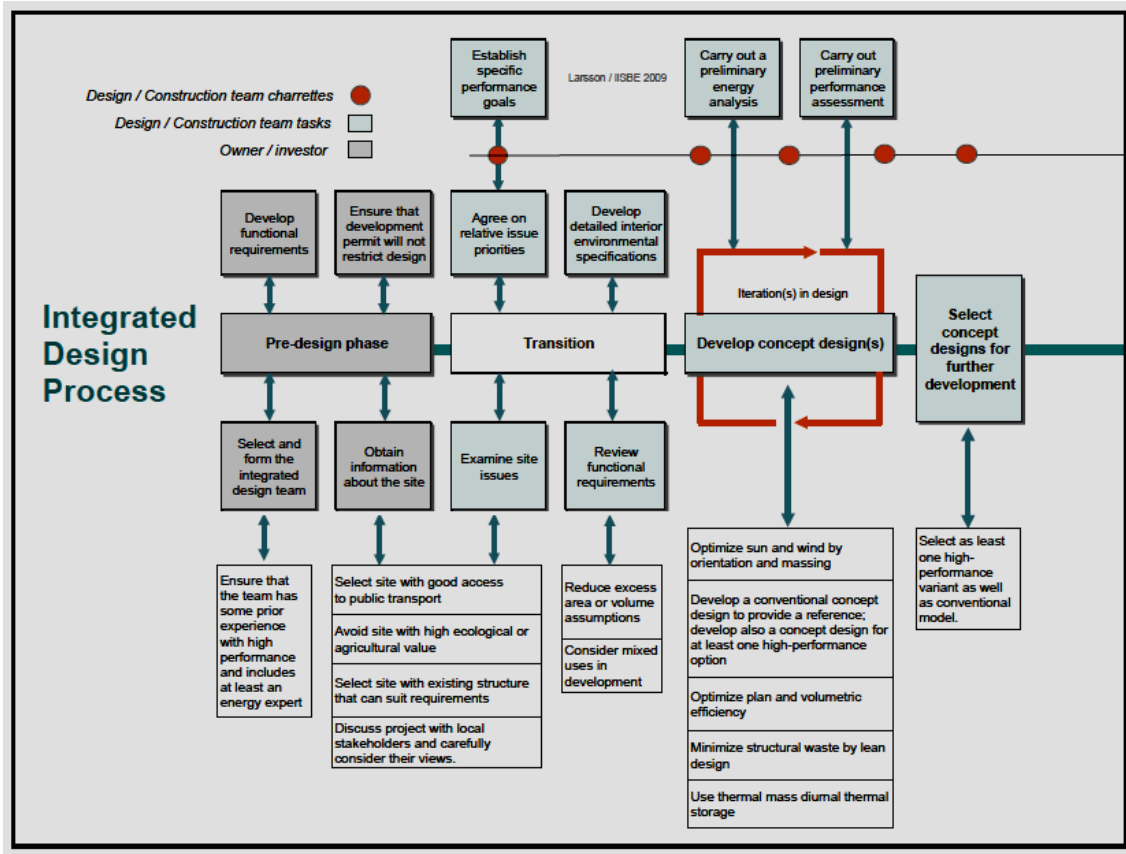 Establish
specific
performance
goals
Larsson / IISBE 2009
Carry out a
preliminary
energy
analysis
Carry out
preliminary
performance
assessment
Design / Construction team charrettes
Design / Construction team tasks
Owner / investor
Develop
functional
requirements
Ensure that
development
permit will not
restrict design
Agree on
relative issue
priorities
Develop
detailed interior
environmental
specifications
Iteration(s) in design
Integrated
Design
Process
Pre-design phase
Transition
Develop concept design(s)
Select
concept
designs for
further
development
Select and
form the
integrated
design team
Obtain
information
about the site
Examine site
issues
Review
functional
requirements
Ensure that
the team has
some prior
experience
with high
performance
and includes
at least an
energy expert
Select site with good access
to public transport
Avoid site with high ecological or
agricultural value
Select site with existing structure
that can suit requirements
Discuss project with local
stakeholders and carefully
consider their views.
Reduce excess
area or volume
assumptions
Consider mixed
uses in
development
Optimize sun and wind by
orientation and massing
Develop a conventional concept
design to provide a reference;
develop also a concept design for
at least one high-performance
option
Optimize plan and volumetric
efficiency
Minimize structural waste by lean
design
Use thermal mass diurnal thermal
storage
Select as least
one high-
performance
variant as well
as conventional
model.